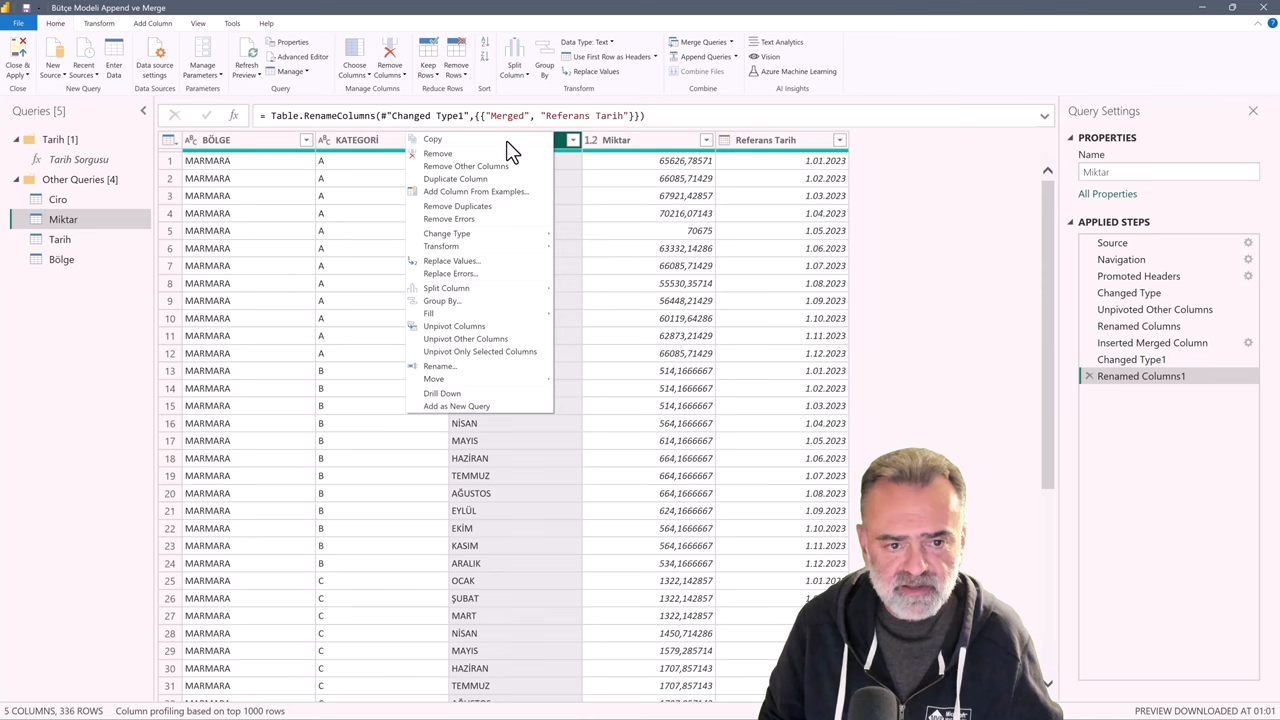 Bütçe Modeli Append ve Merge
File Home Transform Add Column View Tools Help
Close & Apply
New Source
Recent Sources
Enter Data
Data source settings
Manage Parameters
Refresh Preview
Properties
Advanced Editor
Manage
Choose Columns
Remove Columns
Keep Rows
Remove Rows
Split Column
Group By
Data Type: Text
Use First Row as Headers
Replace Values
Merge Queries
Append Queries
Combine Files
Text Analytics
Vision
Azure Machine Learning
Close New Query Data Sources Parameters Query Manage Columns Reduce Rows Sort Transform Combine AI Insights
Queries [5]
Tarih [1]
Tarih Sorgusu
Other Queries [4]
Ciro
Miktar
Tarih
Bölge
= Table.RenameColumns(#"Changed Type1",{{"Merged", "Referans Tarih"}})
BÖLGE KATEGORİ 1.2 Miktar Referans Tarih
1 MARMARA A 65626,78571 1.01.2023
2 MARMARA A 66085,71429 1.02.2023
3 MARMARA A 67921,42857 1.03.2023
4 MARMARA A 70216,07143 1.04.2023
5 MARMARA A 70675 1.05.2023
6 MARMARA A 63332,14286 1.06.2023
7 MARMARA A 66085,71429 1.07.2023
8 MARMARA A 55530,35714 1.08.2023
9 MARMARA A 56448,21429 1.09.2023
10 MARMARA A 60119,64286 1.10.2023
11 MARMARA A 62873,21429 1.11.2023
12 MARMARA A 66085,71429 1.12.2023
13 MARMARA B 514,1666667 1.01.2023
14 MARMARA B 514,1666667 1.02.2023
15 MARMARA B 514,1666667 1.03.2023
16 MARMARA B NİSAN 564,1666667 1.04.2023
17 MARMARA B MAYIS 614,1666667 1.05.2023
18 MARMARA B HAZİRAN 664,1666667 1.06.2023
19 MARMARA B TEMMUZ 664,1666667 1.07.2023
20 MARMARA B AĞUSTOS 664,1666667 1.08.2023
21 MARMARA B EYLÜL 624,1666667 1.09.2023
22 MARMARA B EKİM 564,1666667 1.10.2023
23 MARMARA B KASIM 564,1666667 1.11.2023
24 MARMARA B ARALIK 534,1666667 1.12.2023
25 MARMARA C OCAK 1322,142857
26 MARMARA C ŞUBAT 1322,142857
27 MARMARA C MART 1322,142857
28 MARMARA C NİSAN 1450,714286
29 MARMARA C MAYIS 1579,285714
30 MARMARA C HAZİRAN 1707,857143
31 MARMARA C TEMMUZ 1707,857143
Copy
Remove
Remove Other Columns
Duplicate Column
Add Column From Examples...
Remove Duplicates
Remove Errors
Change Type
Transform
Replace Values...
Replace Errors...
Split Column
Group By...
Fill
Unpivot Columns
Unpivot Other Columns
Unpivot Only Selected Columns
Rename...
Move
Drill Down
Add as New Query
Query Settings
PROPERTIES
Name
Miktar
All Properties
APPLIED STEPS
Source
Navigation
Promoted Headers
Changed Type
Unpivoted Other Columns
Renamed Columns
Inserted Merged Column
Changed Type1
Renamed Columns1
5 COLUMNS, 336 ROWS Column profiling based on top 1000 rows
PREVIEW DOWNLOADED AT 01:01